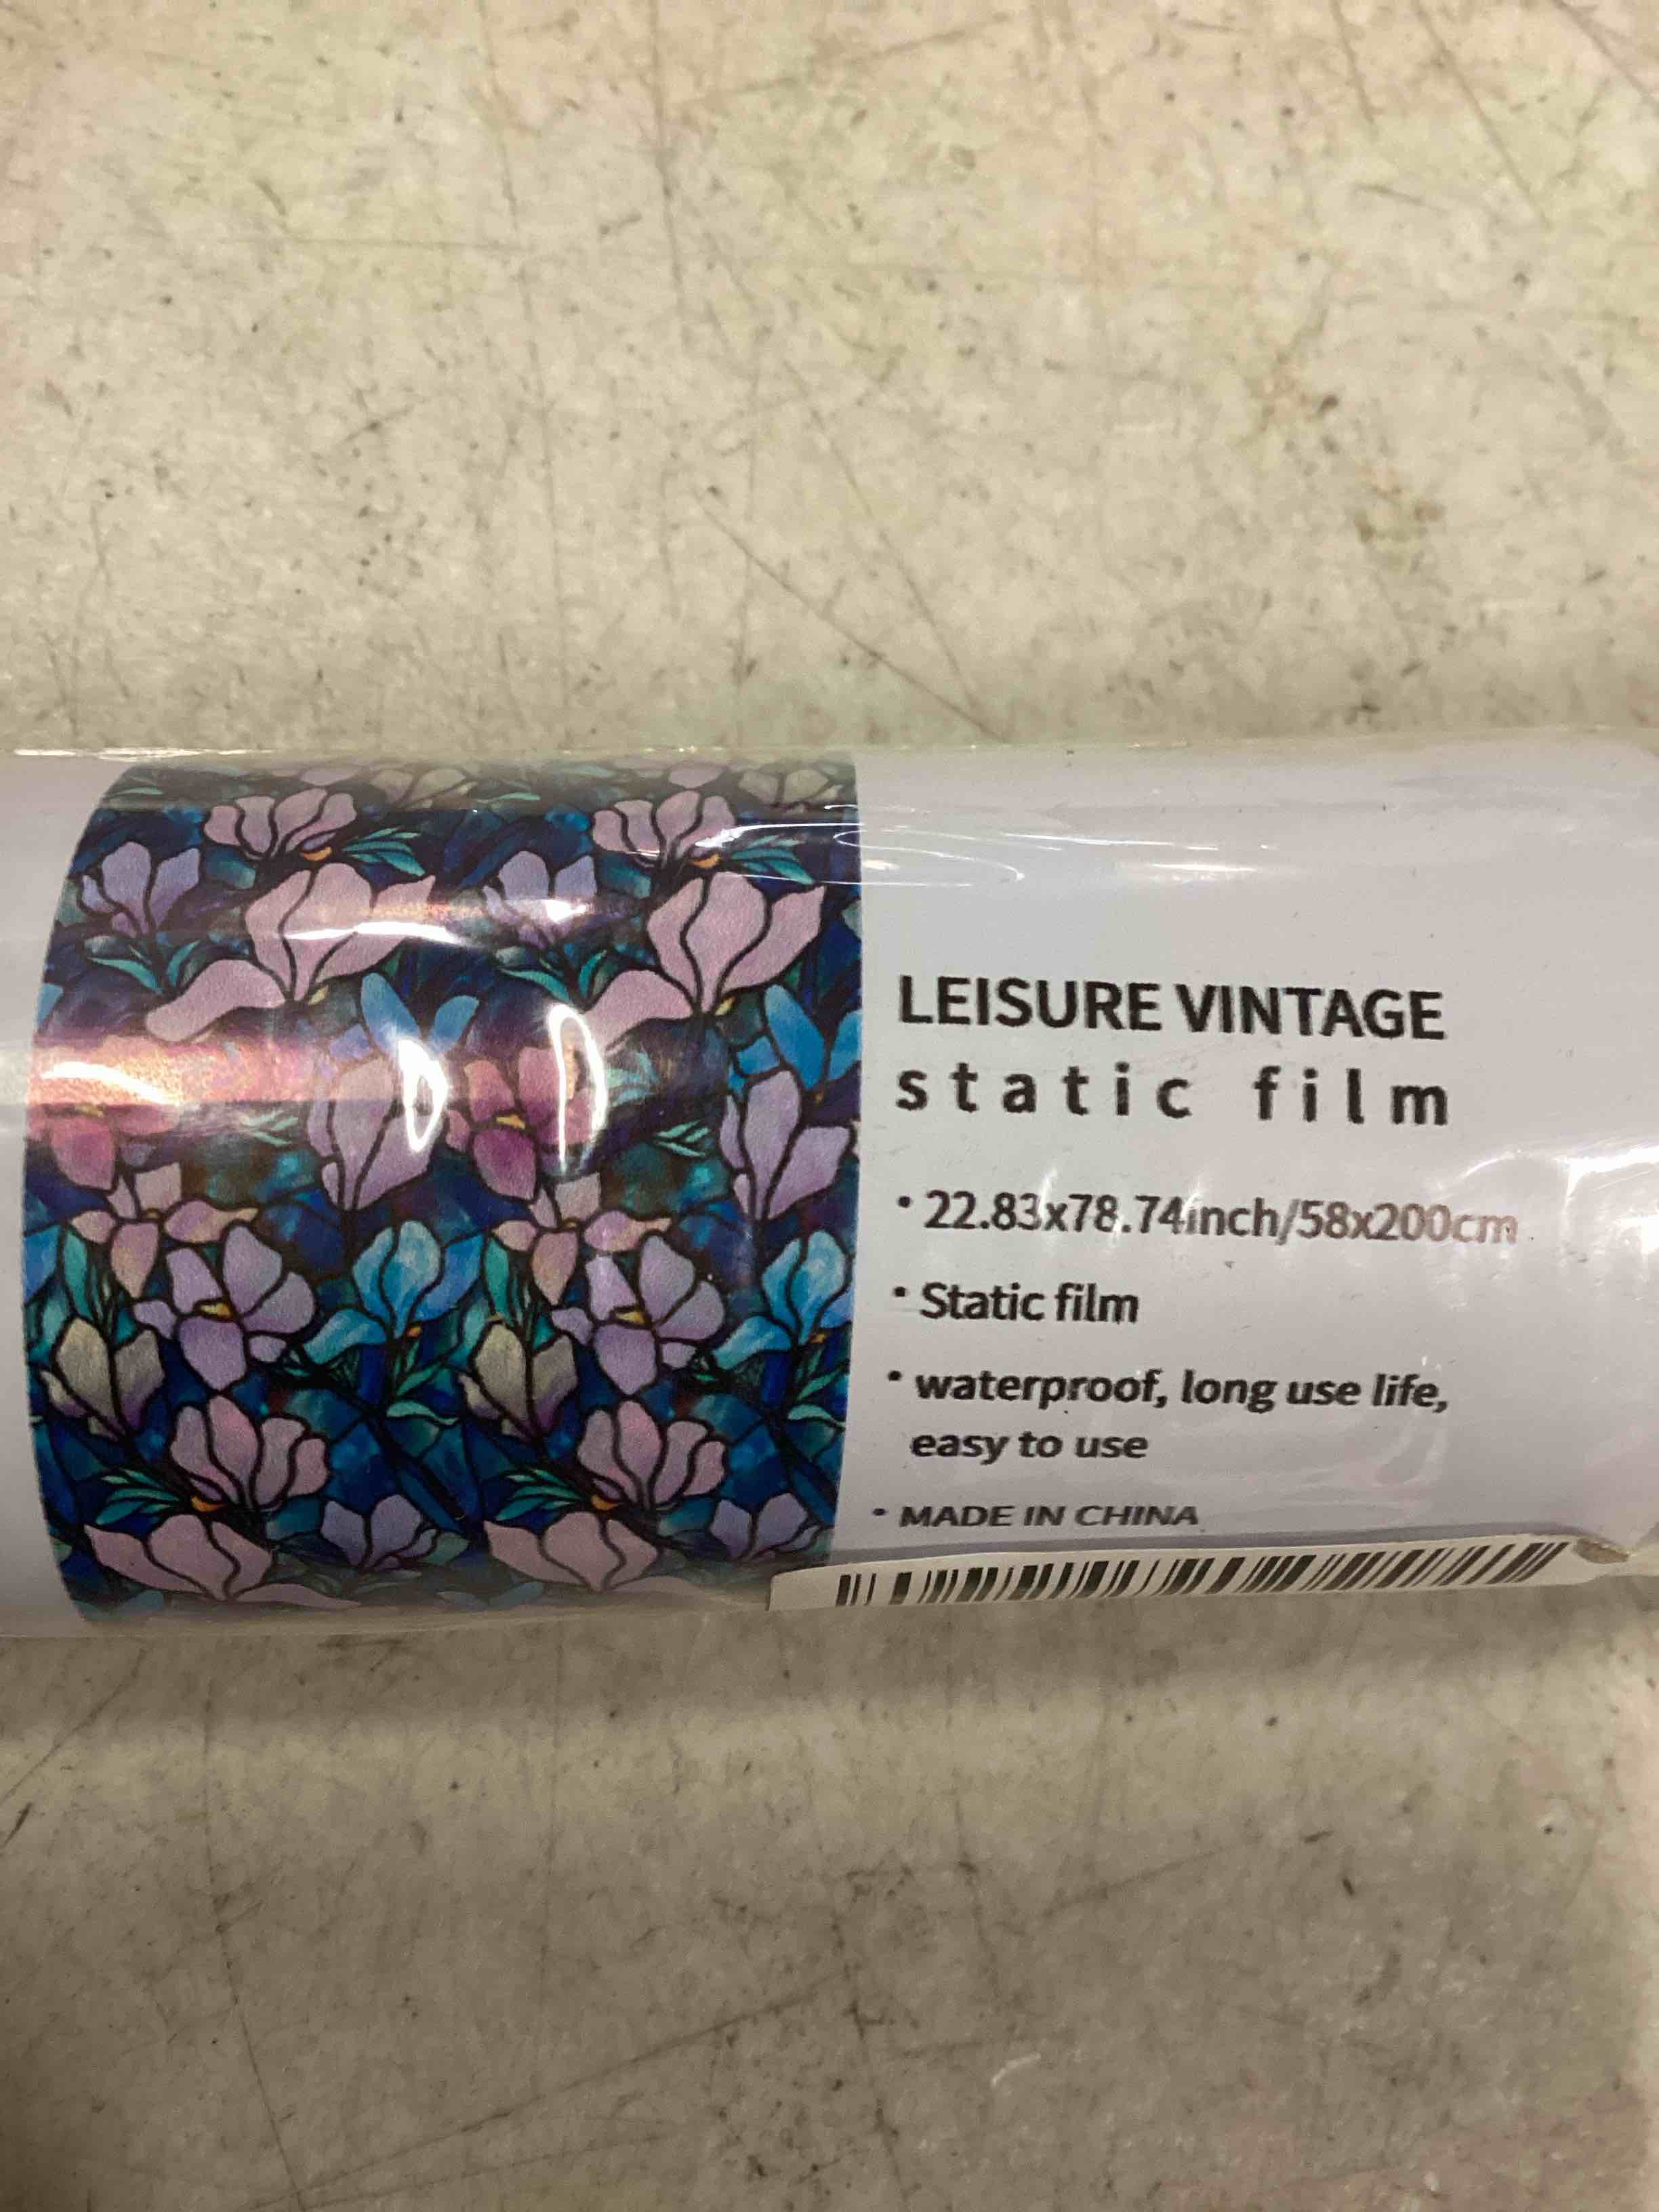 LEISURE VINTAGE
static film
• 22.83x78.74inch/58x200cm
• Static film
• waterproof, long use life,
easy to use
• MADE IN CHINA